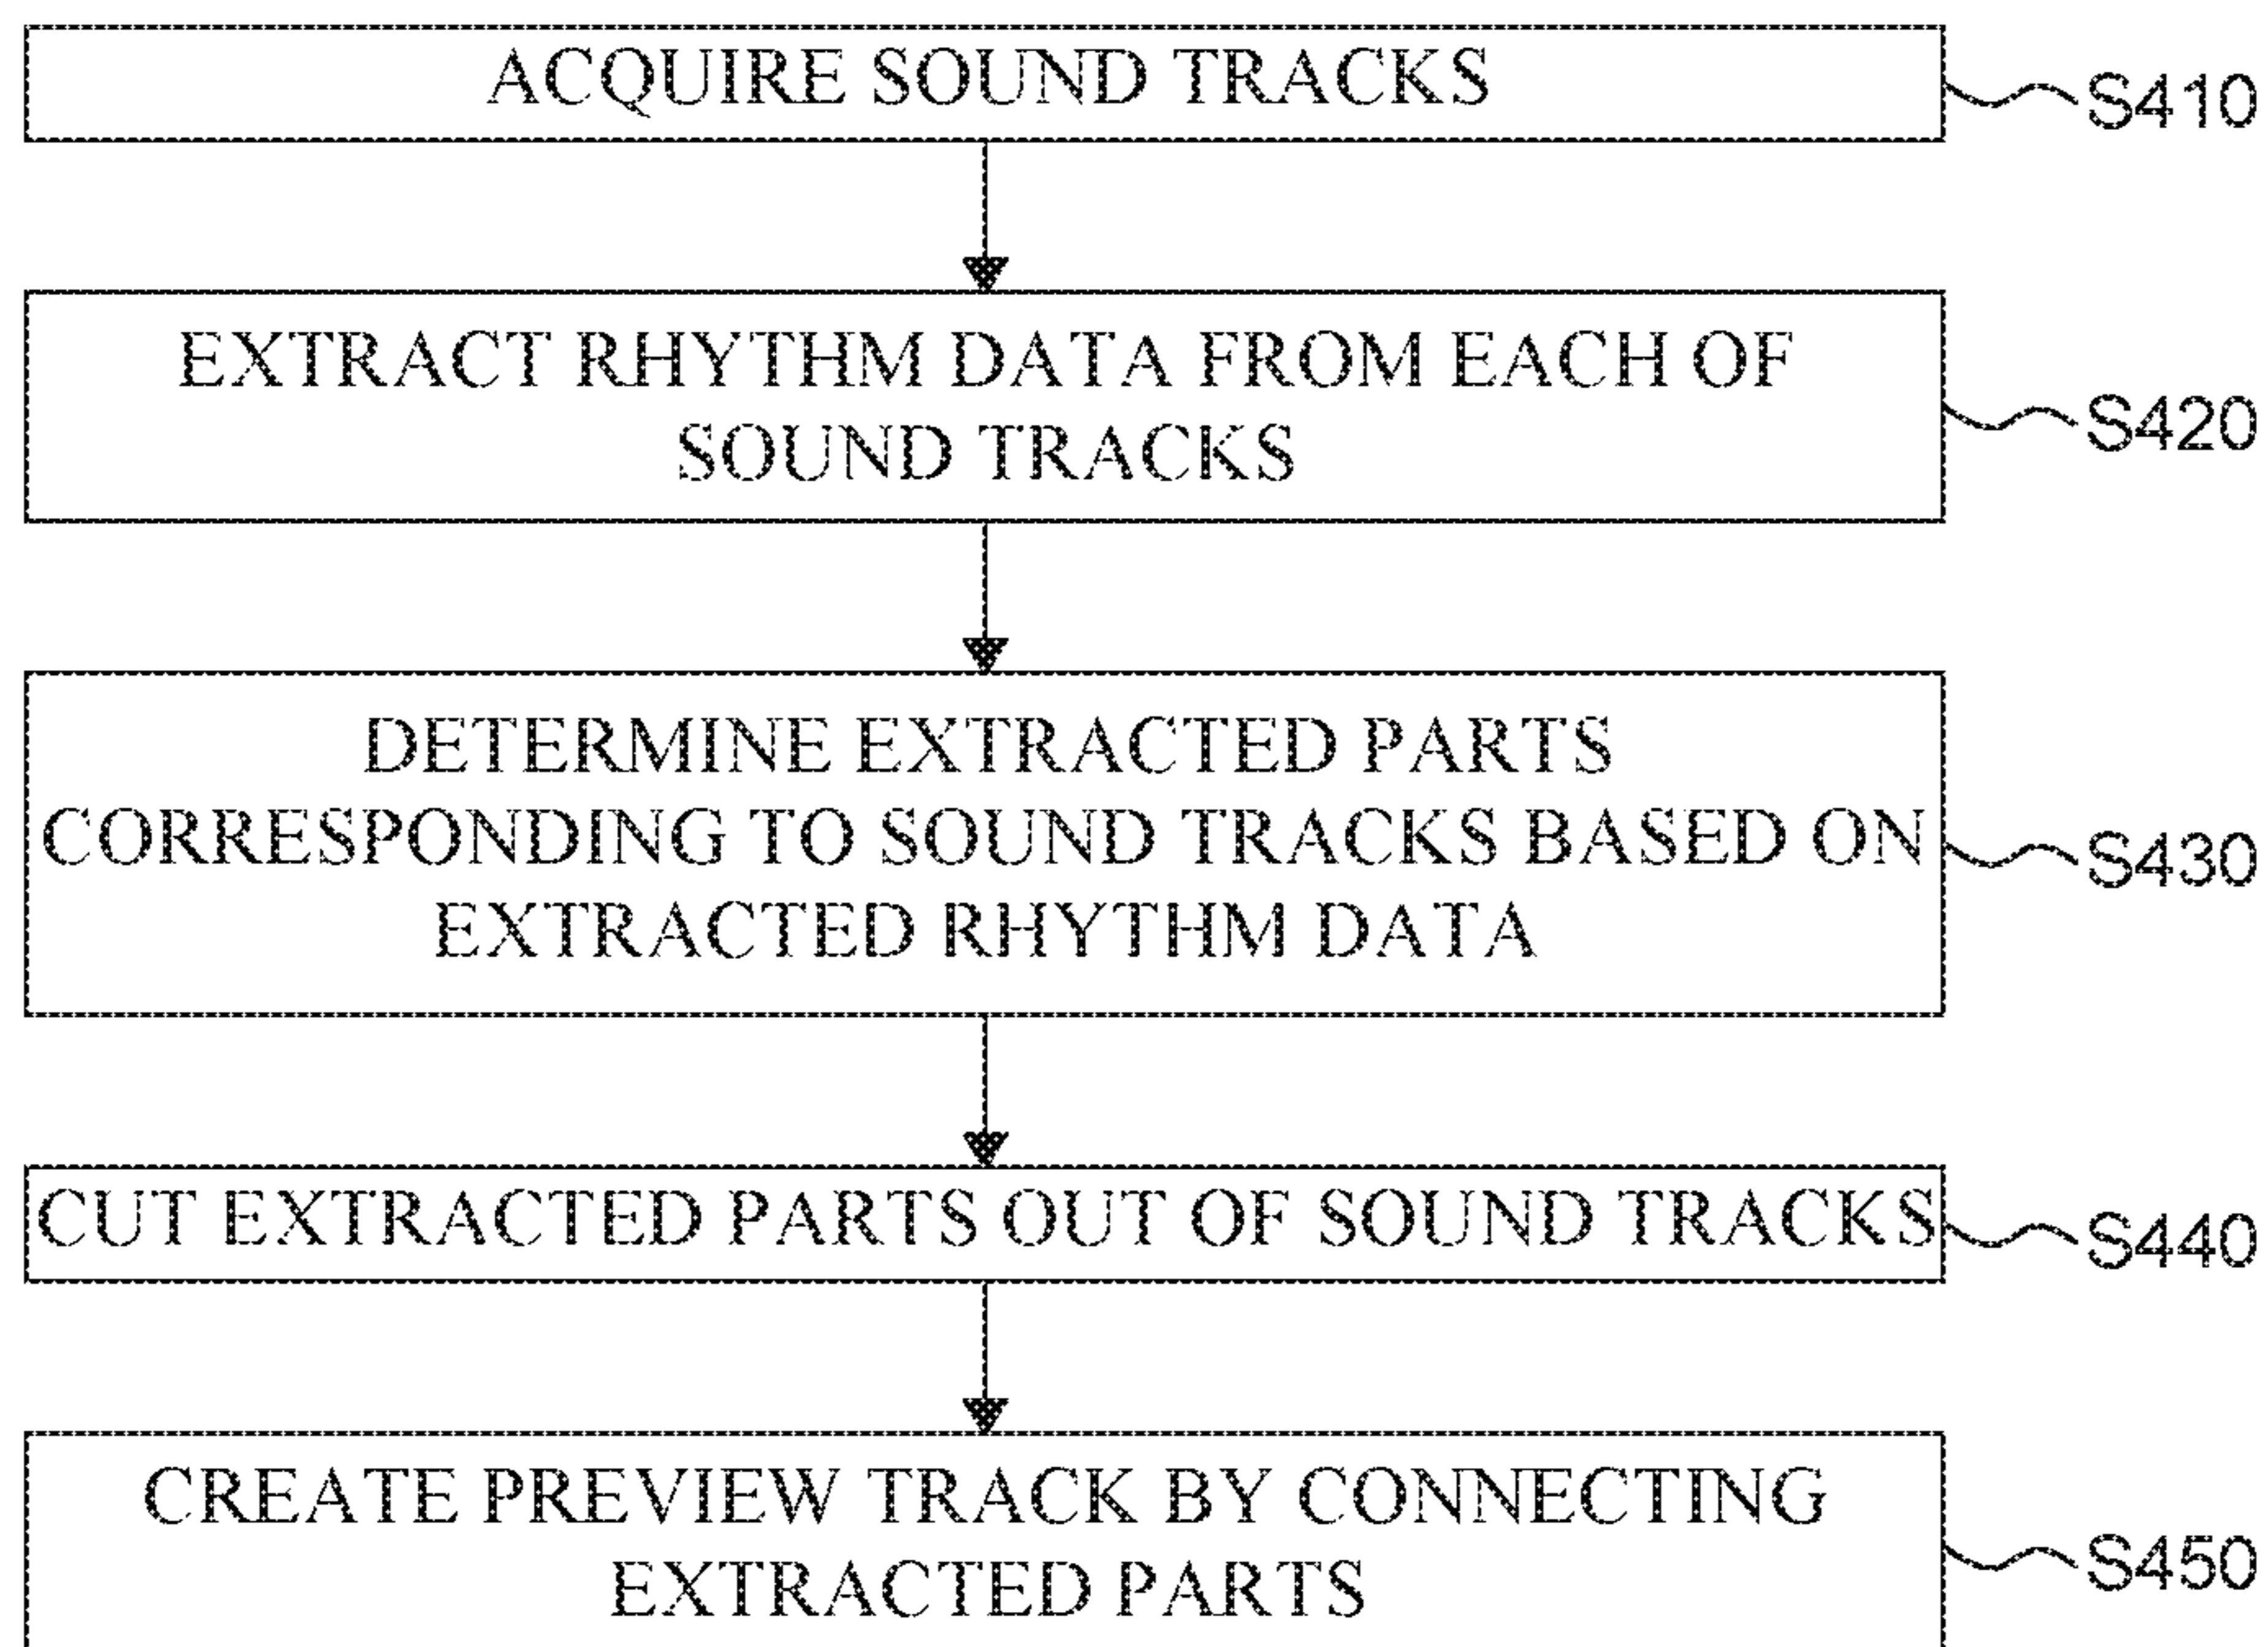 ACQUIRE SOUND TRACKS
S410
EXTRACT RHYTHM DATA FROM EACH OF
SOUND TRACKS
S420
DETERMINE EXTRACTED PARTS
CORRESPONDING TO SOUND TRACKS BASED ON
EXTRACTED RHYTHM DATA
S430
CUT EXTRACTED PARTS OUT OF SOUND TRACKS
S440
CREATE PREVIEW TRACK BY CONNECTING
EXTRACTED PARTS
S450